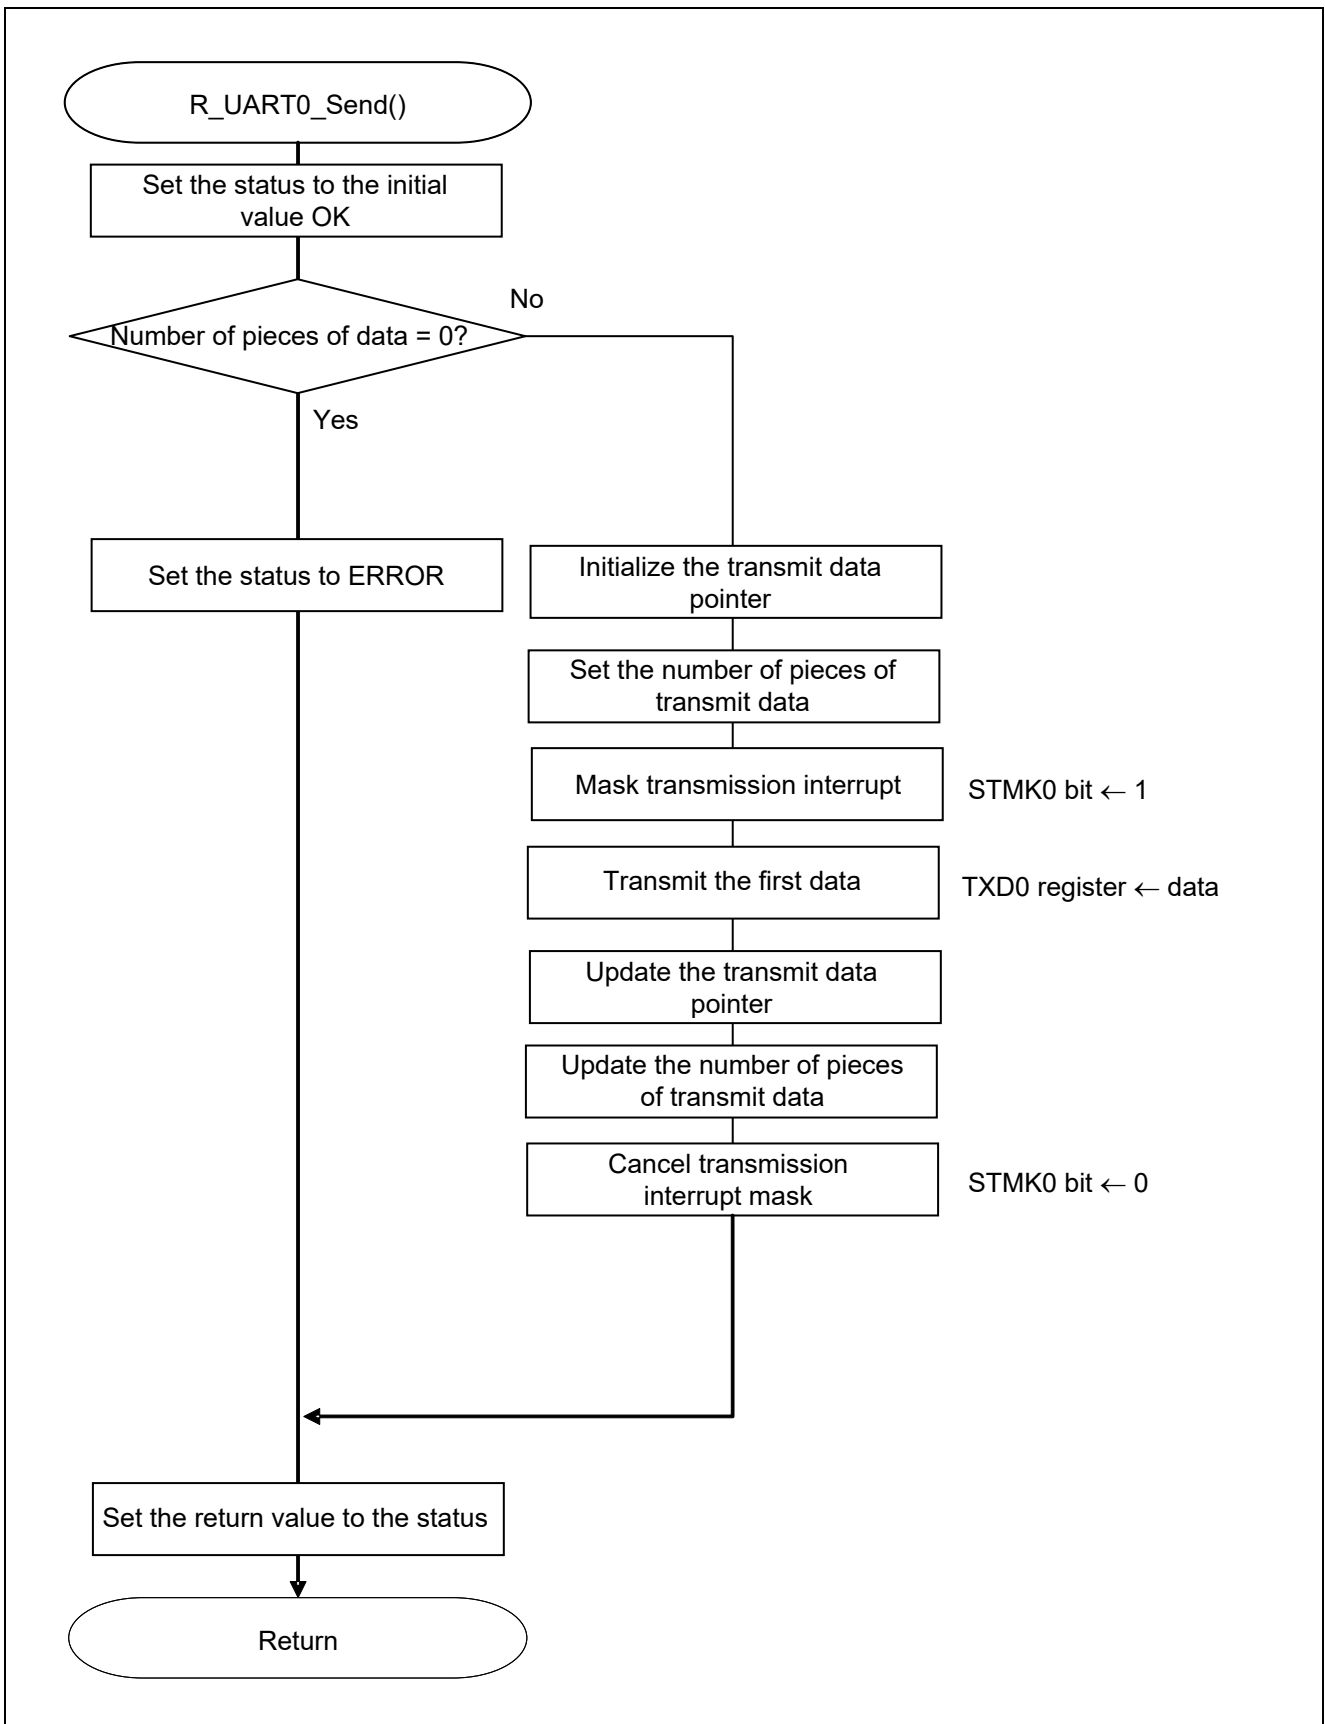 R_UART0_Send()
Set the status to the initial
value OK
No
Number of pieces of data = 0?
Yes
Set the status to ERROR
Initialize the transmit data
pointer
Set the number of pieces of
transmit data
Mask transmission interrupt
STMK0 bit ← 1
Transmit the first data
TXD0 register ← data
Update the transmit data
pointer
Update the number of pieces
of transmit data
Cancel transmission
interrupt mask
STMK0 bit ← 0
Set the return value to the status
Return